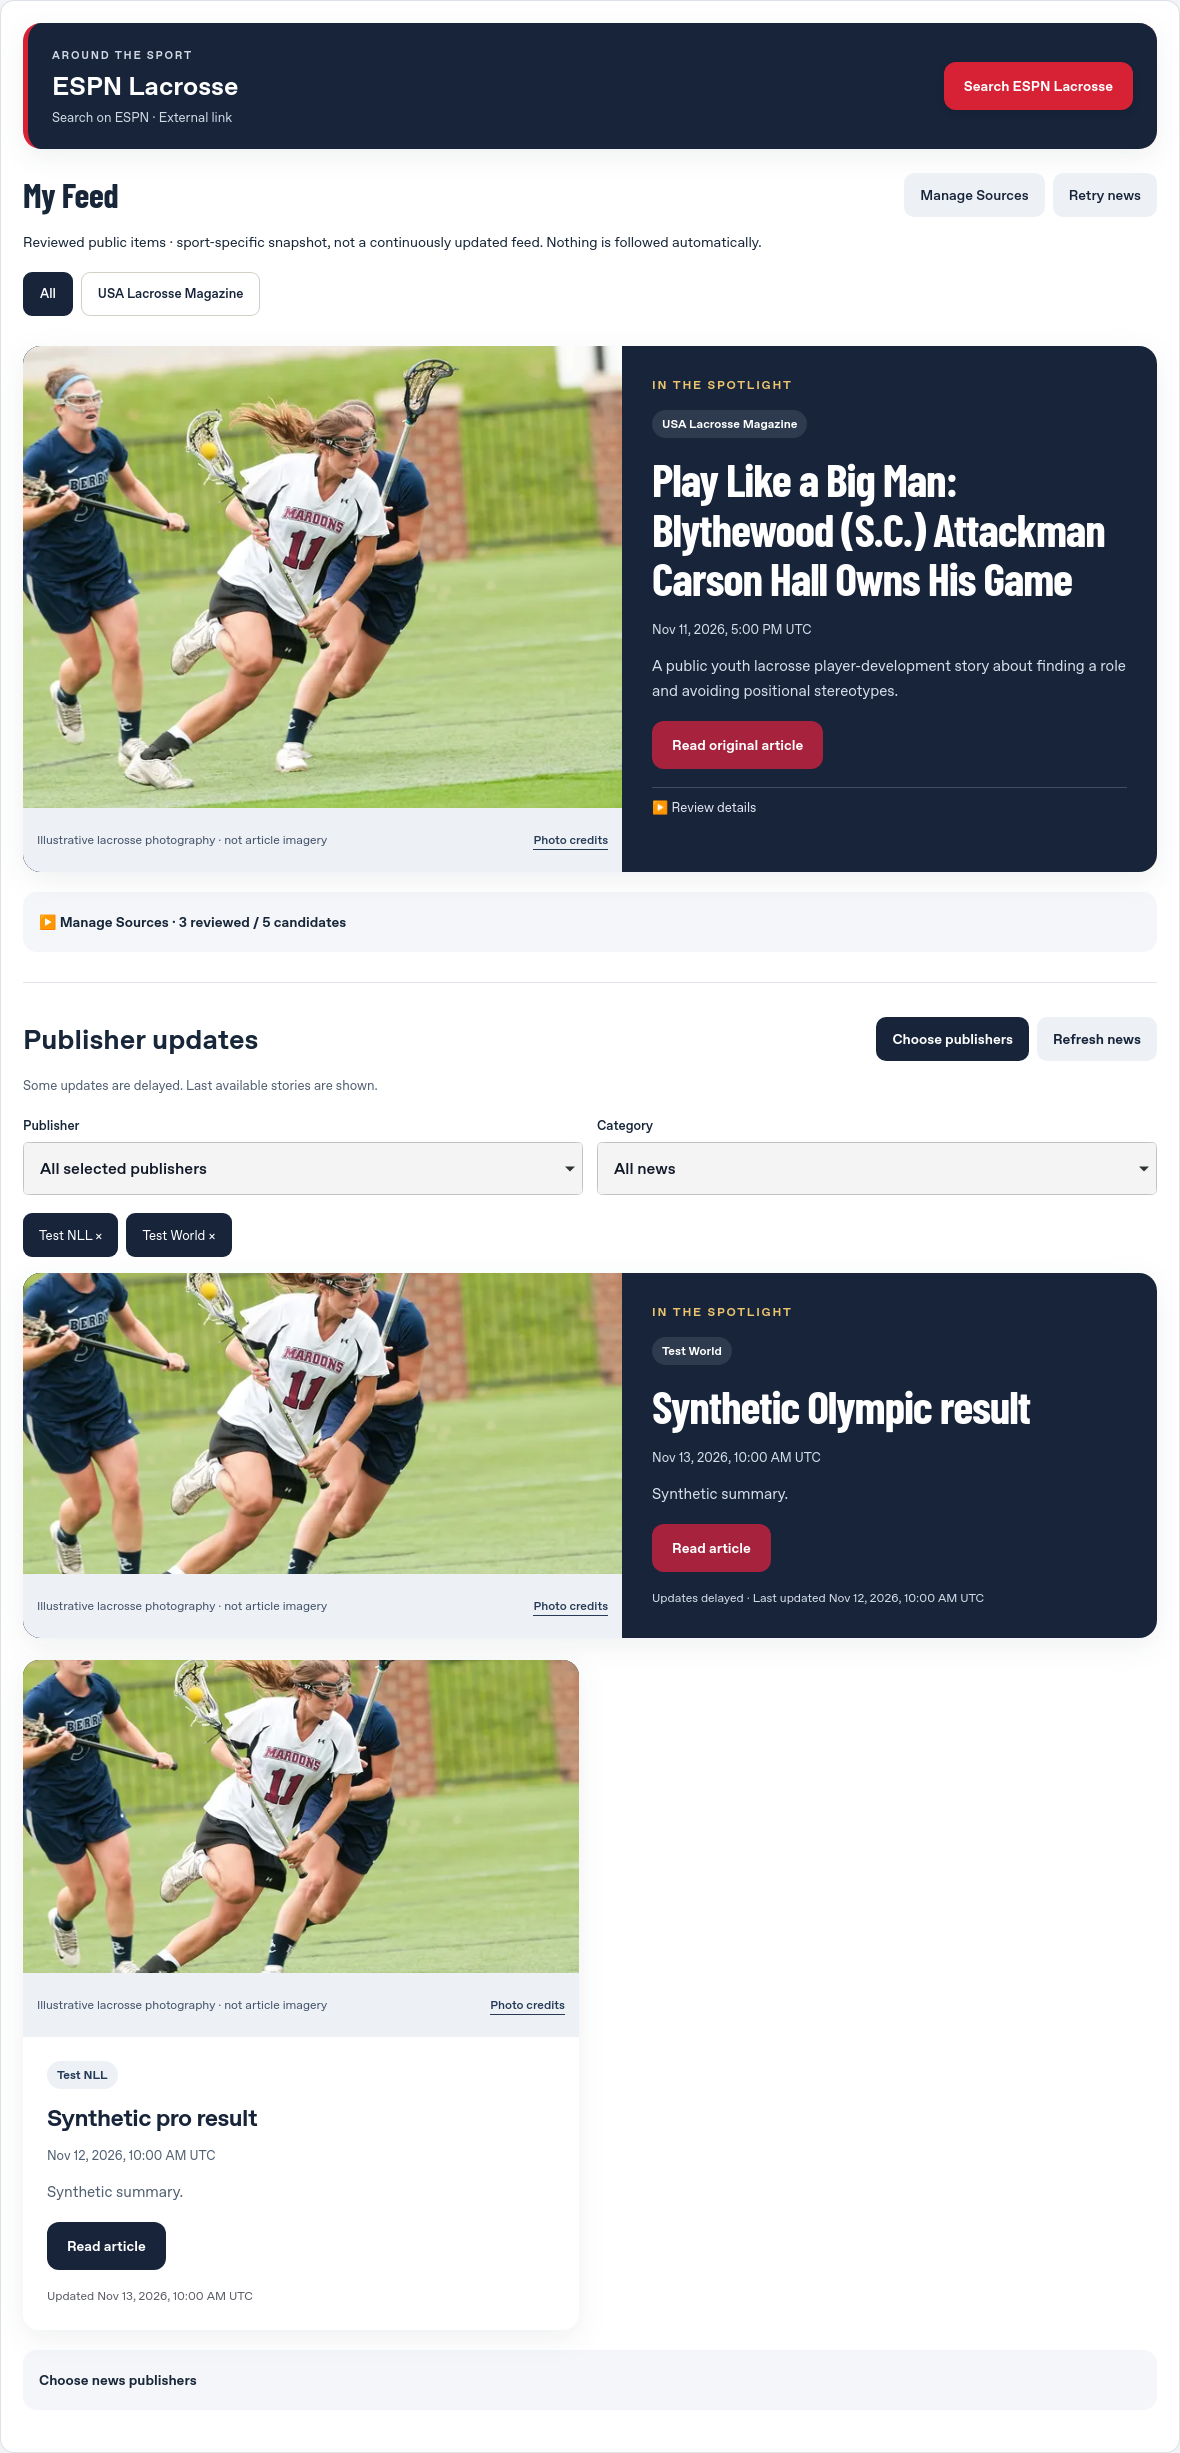 AROUND THE SPORT
ESPN Lacrosse
Search on ESPN · External link
Search ESPN Lacrosse
My Feed
Manage Sources
Retry news
Reviewed public items · sport-specific snapshot, not a continuously updated feed. Nothing is followed automatically.
All
USA Lacrosse Magazine
BERRY
MAROONS
11
IN THE SPOTLIGHT
USA Lacrosse Magazine
Play Like a Big Man:
Blythewood (S.C.) Attackman
Carson Hall Owns His Game
Nov 11, 2026, 5:00 PM UTC
A public youth lacrosse player-development story about finding a role
and avoiding positional stereotypes.
Read original article
▶ Review details
Illustrative lacrosse photography · not article imagery
Photo credits
▶ Manage Sources · 3 reviewed / 5 candidates
Publisher updates
Choose publishers
Refresh news
Some updates are delayed. Last available stories are shown.
Publisher
Category
All selected publishers
All news
Test NLL ×
Test World ×
BERRY
MAROONS
11
IN THE SPOTLIGHT
Test World
Synthetic Olympic result
Nov 13, 2026, 10:00 AM UTC
Synthetic summary.
Read article
Updates delayed · Last updated Nov 12, 2026, 10:00 AM UTC
Illustrative lacrosse photography · not article imagery
Photo credits
BERRY
MAROONS
11
Illustrative lacrosse photography · not article imagery
Photo credits
Test NLL
Synthetic pro result
Nov 12, 2026, 10:00 AM UTC
Synthetic summary.
Read article
Updated Nov 13, 2026, 10:00 AM UTC
Choose news publishers